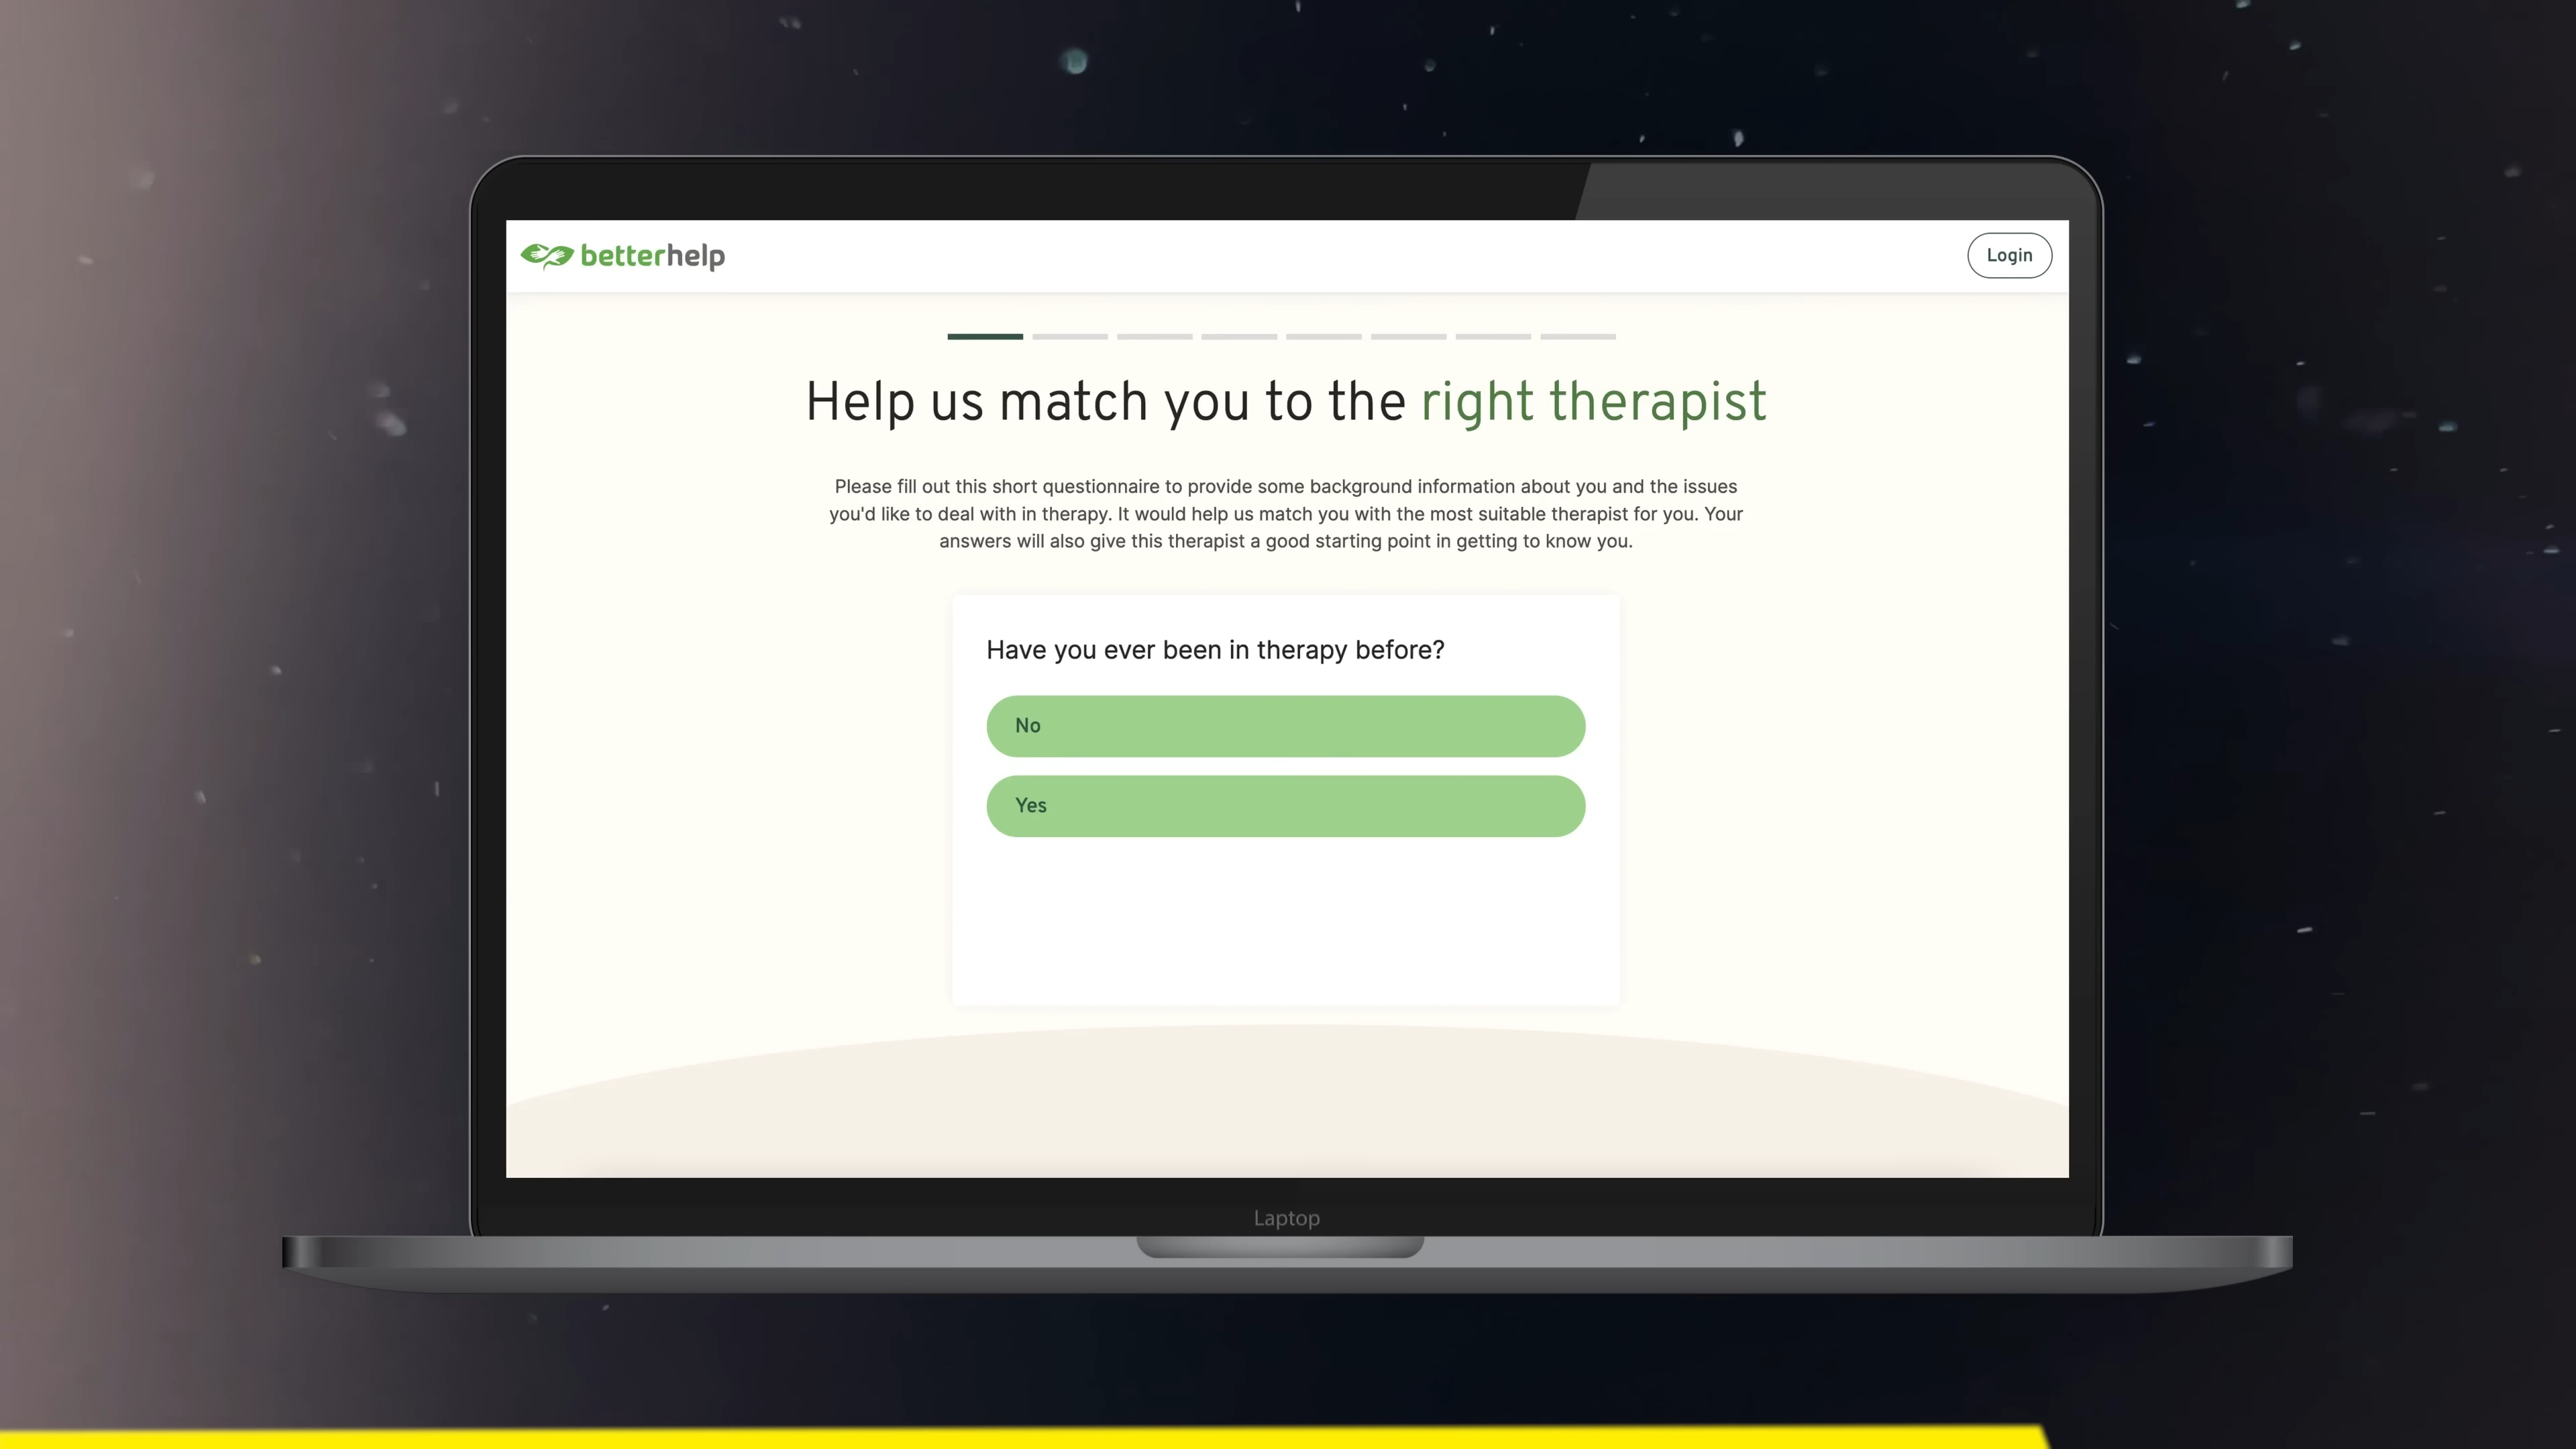 betterhelp
Login
Help us match you to the right therapist
Please fill out this short questionnaire to provide some background information about you and the issues
you'd like to deal with in therapy. It would help us match you with the most suitable therapist for you. Your
answers will also give this therapist a good starting point in getting to know you.
Have you ever been in therapy before?
No
Yes
Laptop